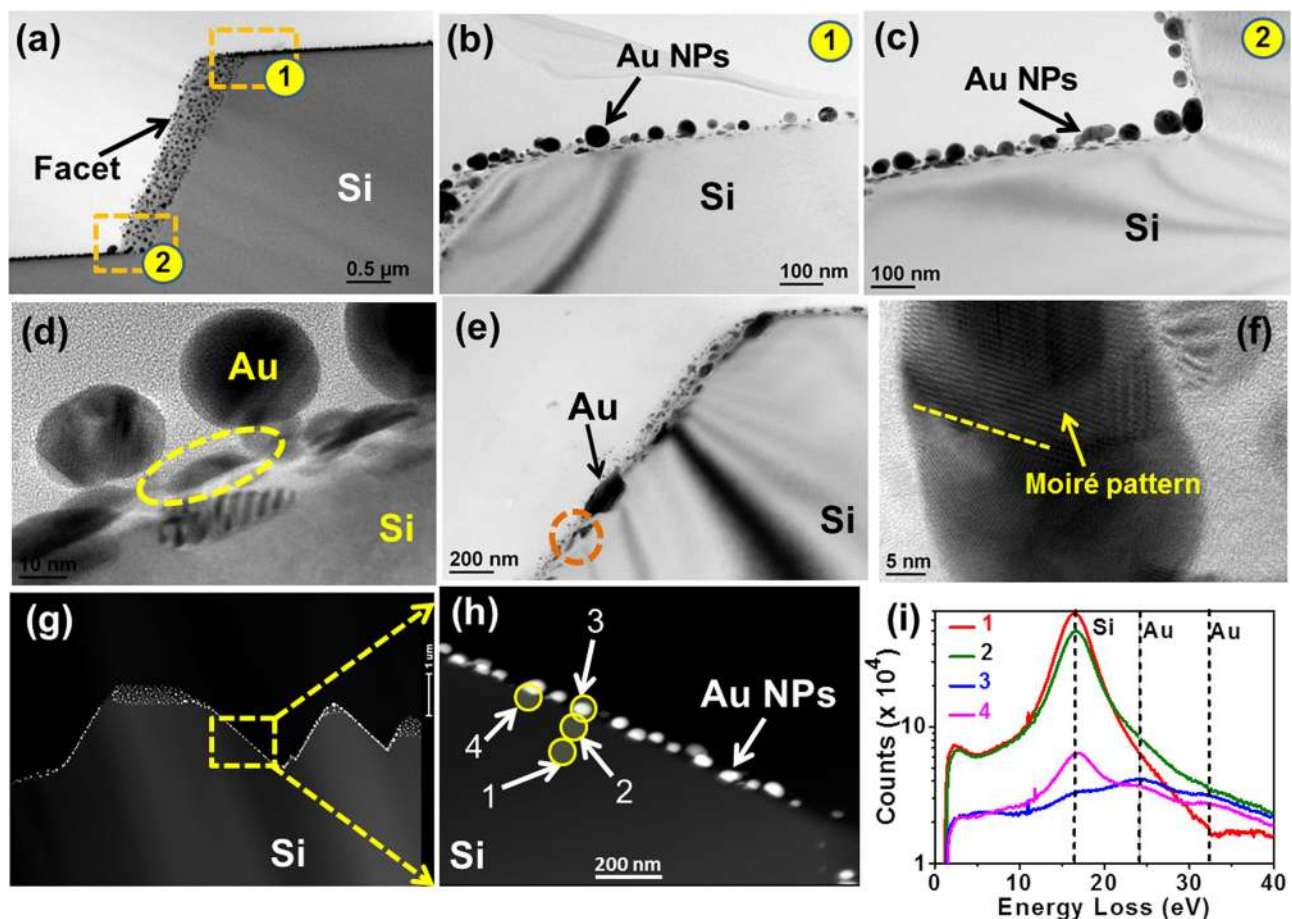 (a)
1
Facet
Si
2
0.5 µm
(b)
1
Au NPs
Si
100 nm
(c)
2
Au NPs
Si
100 nm
(d)
Au
Si
10 nm
(e)
Au
Si
200 nm
(f)
Moiré pattern
5 nm
(g)
1 um
Si
(h)
3
Au NPs
4
1
2
Si
200 nm
(i)
1
2
3
4
Si
Au
Au
Counts (x 10⁴)
10
1
0 10 20 30 40
Energy Loss (eV)